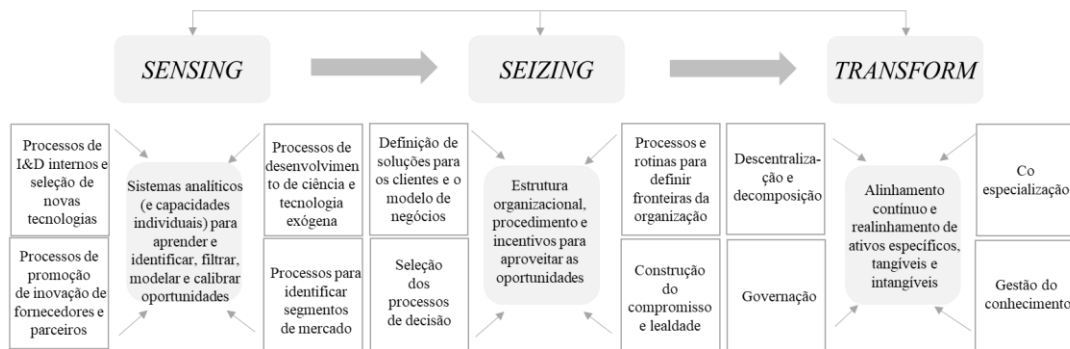 SENSING
SEIZING
TRANSFORM
Processos de
I&D internos e
seleção de
novas
tecnologias
Processos de
promoção
de inovação de
fornecedores e
parceiros
Sistemas analíticos
(e capacidades
individuais) para
aprender e
identificar, filtrar,
modelar e calibrar
oportunidades
Processos de
desenvolvimen
to de ciência e
tecnologia
exógena
Processos para
identificar
segmentos
de mercado
Definição de
soluções para
os clientes e o
modelo de
negócios
Seleção
dos
processos
de decisão
Estrutura
organizacional,
procedimento e
incentivos para
aproveitar as
oportunidades
Processos e
rotinas para
definir
fronteiras da
organização
Construção
do
compromisso
e lealdade
Descentraliza-
ção e
decomposição
Governação
Alinhamento
contínuo e
realinhamento de
ativos específicos,
tangíveis e
intangíveis
Co
especialização
Gestão do
conhecimento